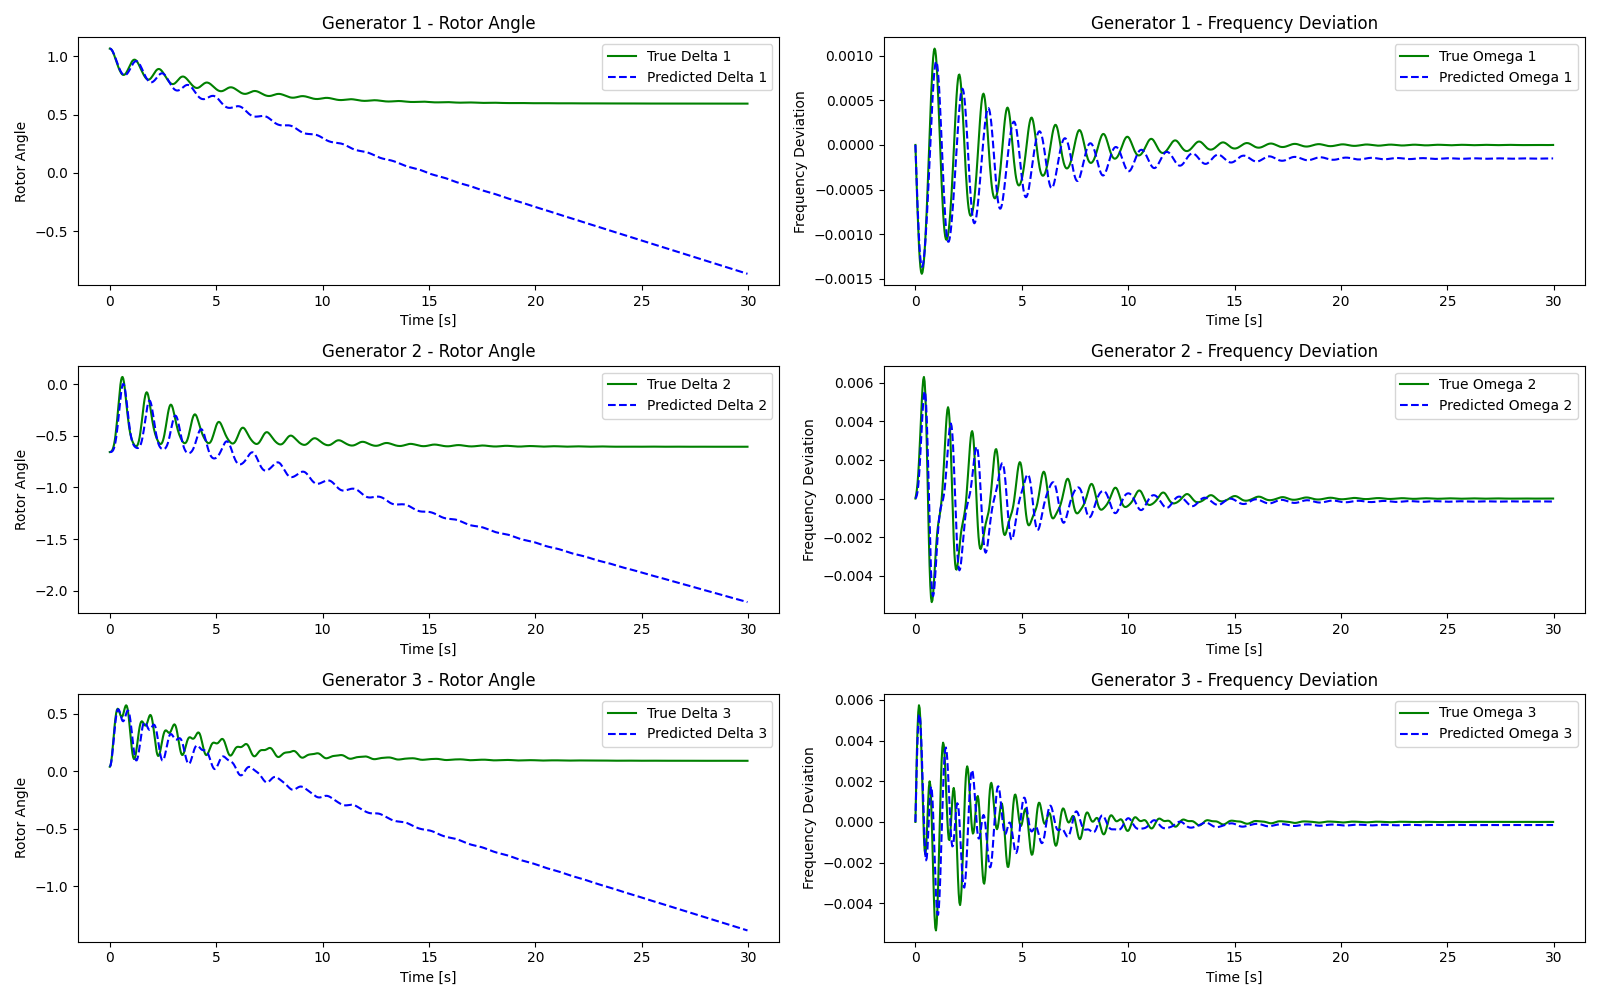 Generator 1 - Rotor Angle
Rotor Angle
1.0
0.5
0.0
−0.5
True Delta 1
Predicted Delta 1
0 5 10 15 20 25 30
Time [s]
Generator 1 - Frequency Deviation
Frequency Deviation
0.0010
0.0005
0.0000
−0.0005
−0.0010
−0.0015
True Omega 1
Predicted Omega 1
0 5 10 15 20 25 30
Time [s]
Generator 2 - Rotor Angle
Rotor Angle
0.0
−0.5
−1.0
−1.5
−2.0
True Delta 2
Predicted Delta 2
0 5 10 15 20 25 30
Time [s]
Generator 2 - Frequency Deviation
Frequency Deviation
0.006
0.004
0.002
0.000
−0.002
−0.004
True Omega 2
Predicted Omega 2
0 5 10 15 20 25 30
Time [s]
Generator 3 - Rotor Angle
Rotor Angle
0.5
0.0
−0.5
−1.0
True Delta 3
Predicted Delta 3
0 5 10 15 20 25 30
Time [s]
Generator 3 - Frequency Deviation
Frequency Deviation
0.006
0.004
0.002
0.000
−0.002
−0.004
True Omega 3
Predicted Omega 3
0 5 10 15 20 25 30
Time [s]